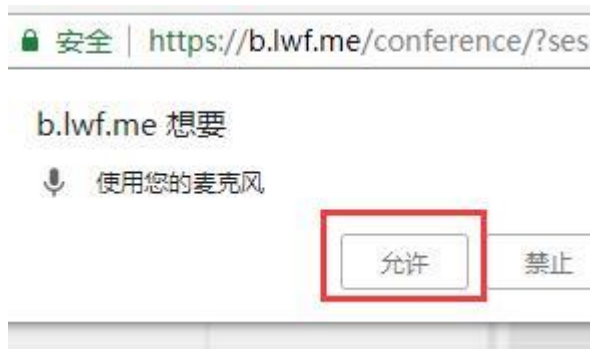 安全 | https://b.lwf.me/conference/?ses
b.lwf.me 想要
使用您的麦克风
允许 禁止